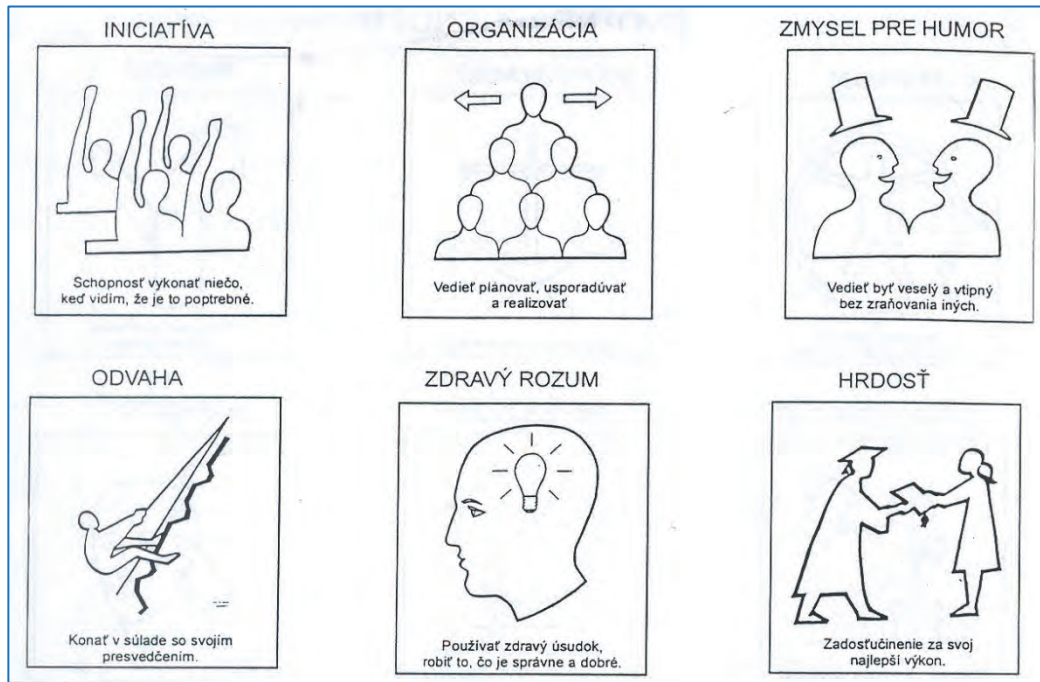 INICIATÍVA
Schopnosť vykonať niečo,
keď vidím, že je to poptrebné.
ORGANIZÁCIA
Vedieť plánovať, usporadúvať
a realizovať
ZMYSEL PRE HUMOR
Vedieť byť veselý a vtipný
bez zraňovania iných.
ODVAHA
Konať v súlade so svojím
presvedčením.
ZDRAVÝ ROZUM
Používať zdravý úsudok,
robiť to, čo je správne a dobré.
HRDOSŤ
Zadosťučinenie za svoj
najlepší výkon.